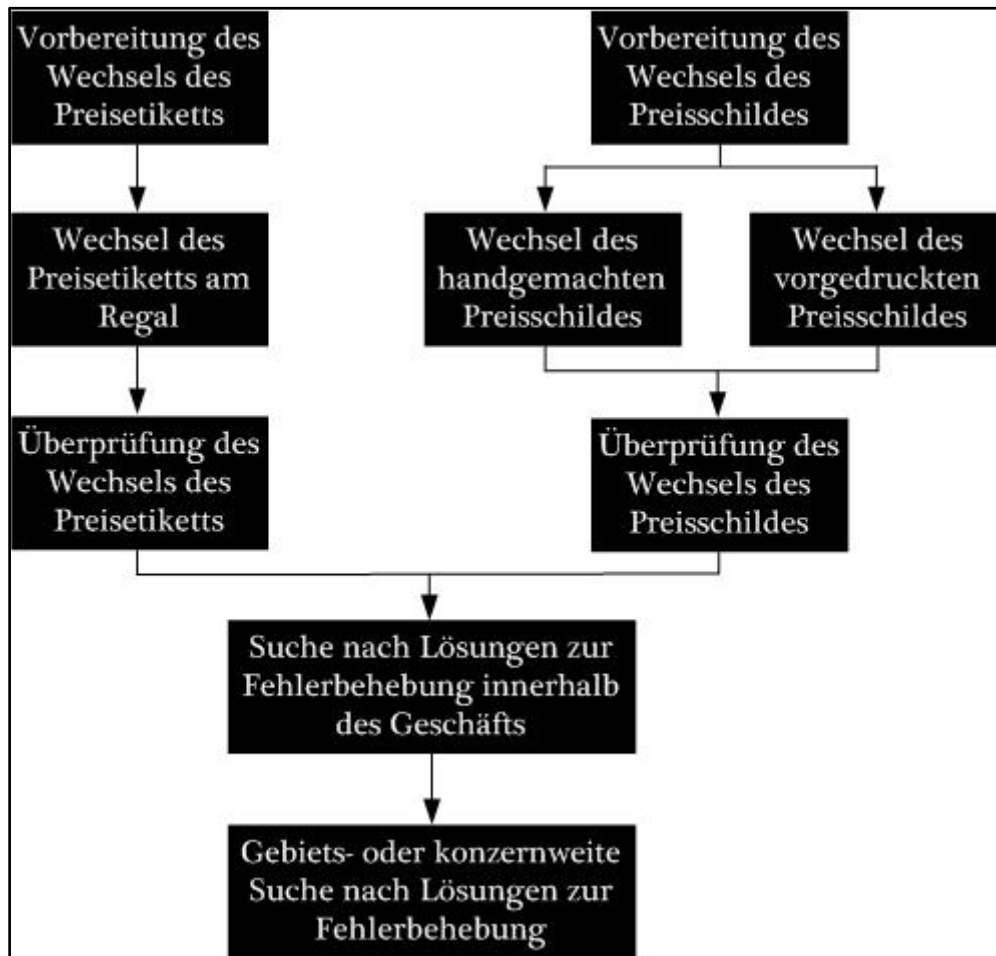 Vorbereitung des
Wechsels des
Preisetiketts
Vorbereitung des
Wechsels des
Preisschildes
Wechsel des
Preisetiketts am
Regal
Wechsel des
handgemachten
Preisschildes
Wechsel des
vorgedruckten
Preisschildes
Überprüfung des
Wechsels des
Preisetiketts
Überprüfung des
Wechsels des
Preisschildes
Suche nach Lösungen zur
Fehlerbehebung innerhalb
des Geschäfts
Gebiets- oder konzernweite
Suche nach Lösungen zur
Fehlerbehebung